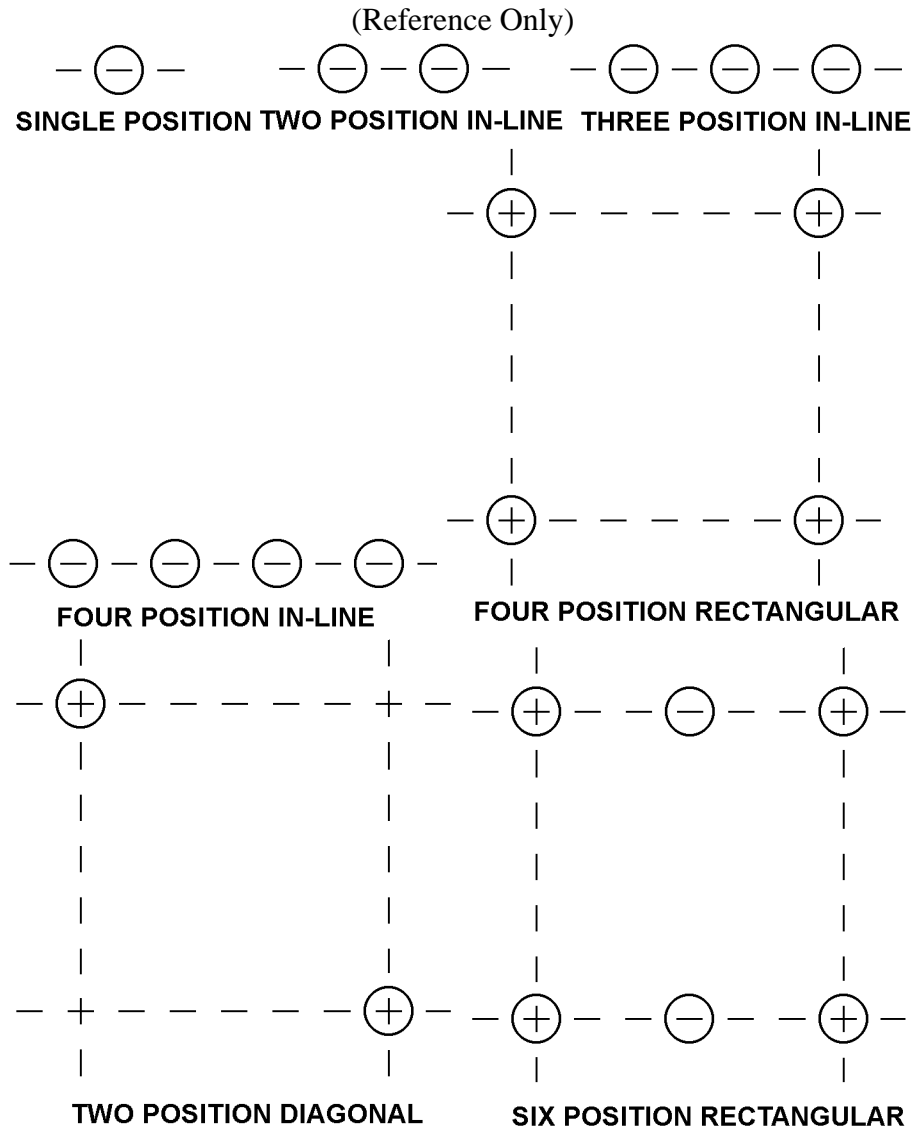 (Reference Only)
SINGLE POSITION
TWO POSITION IN-LINE
THREE POSITION IN-LINE
FOUR POSITION IN-LINE
FOUR POSITION RECTANGULAR
TWO POSITION DIAGONAL
SIX POSITION RECTANGULAR